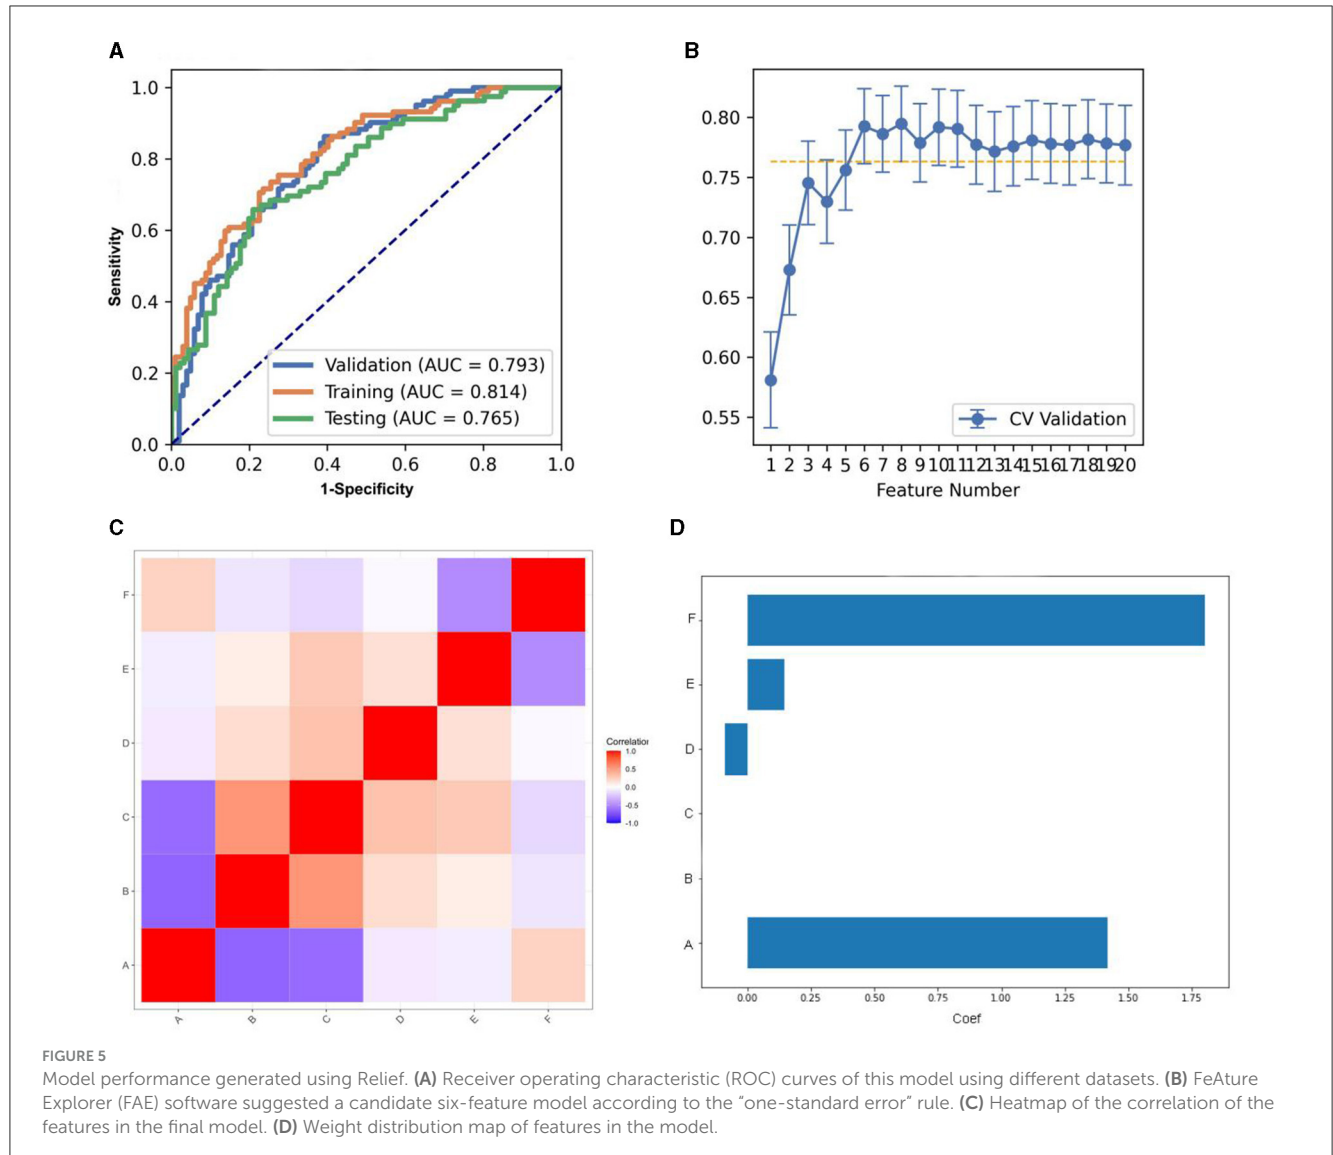 A
1.0
0.8
0.6
0.4
0.2
0.0
Sensitivity
Validation (AUC = 0.793)
Training (AUC = 0.814)
Testing (AUC = 0.765)
0.0 0.2 0.4 0.6 0.8 1.0
1-Specificity
B
0.80
0.75
0.70
0.65
0.60
0.55
CV Validation
1 2 3 4 5 6 7 8 9 10 11 12 13 14 15 16 17 18 19 20
Feature Number
C
F
E
D
C
B
A
A B C D E F
Correlation
1.0
0.5
0.0
-0.5
-1.0
D
F
E
D
C
B
A
0.00 0.25 0.50 0.75 1.00 1.25 1.50 1.75
Coef
FIGURE 5
Model performance generated using Relief. (A) Receiver operating characteristic (ROC) curves of this model using different datasets. (B) FeAture
Explorer (FAE) software suggested a candidate six-feature model according to the “one-standard error” rule. (C) Heatmap of the correlation of the
features in the final model. (D) Weight distribution map of features in the model.